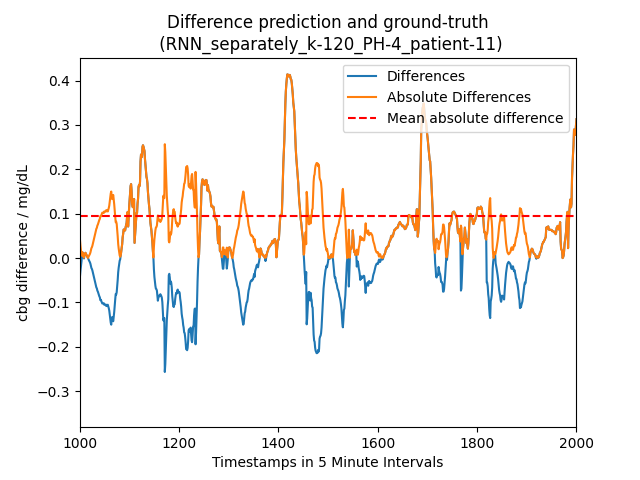 Difference prediction and ground-truth
(RNN_separately_k-120_PH-4_patient-11)
Differences
Absolute Differences
Mean absolute difference
cbg difference / mg/dL
0.4
0.3
0.2
0.1
0.0
−0.1
−0.2
−0.3
1000
1200
1400
1600
1800
2000
Timestamps in 5 Minute Intervals